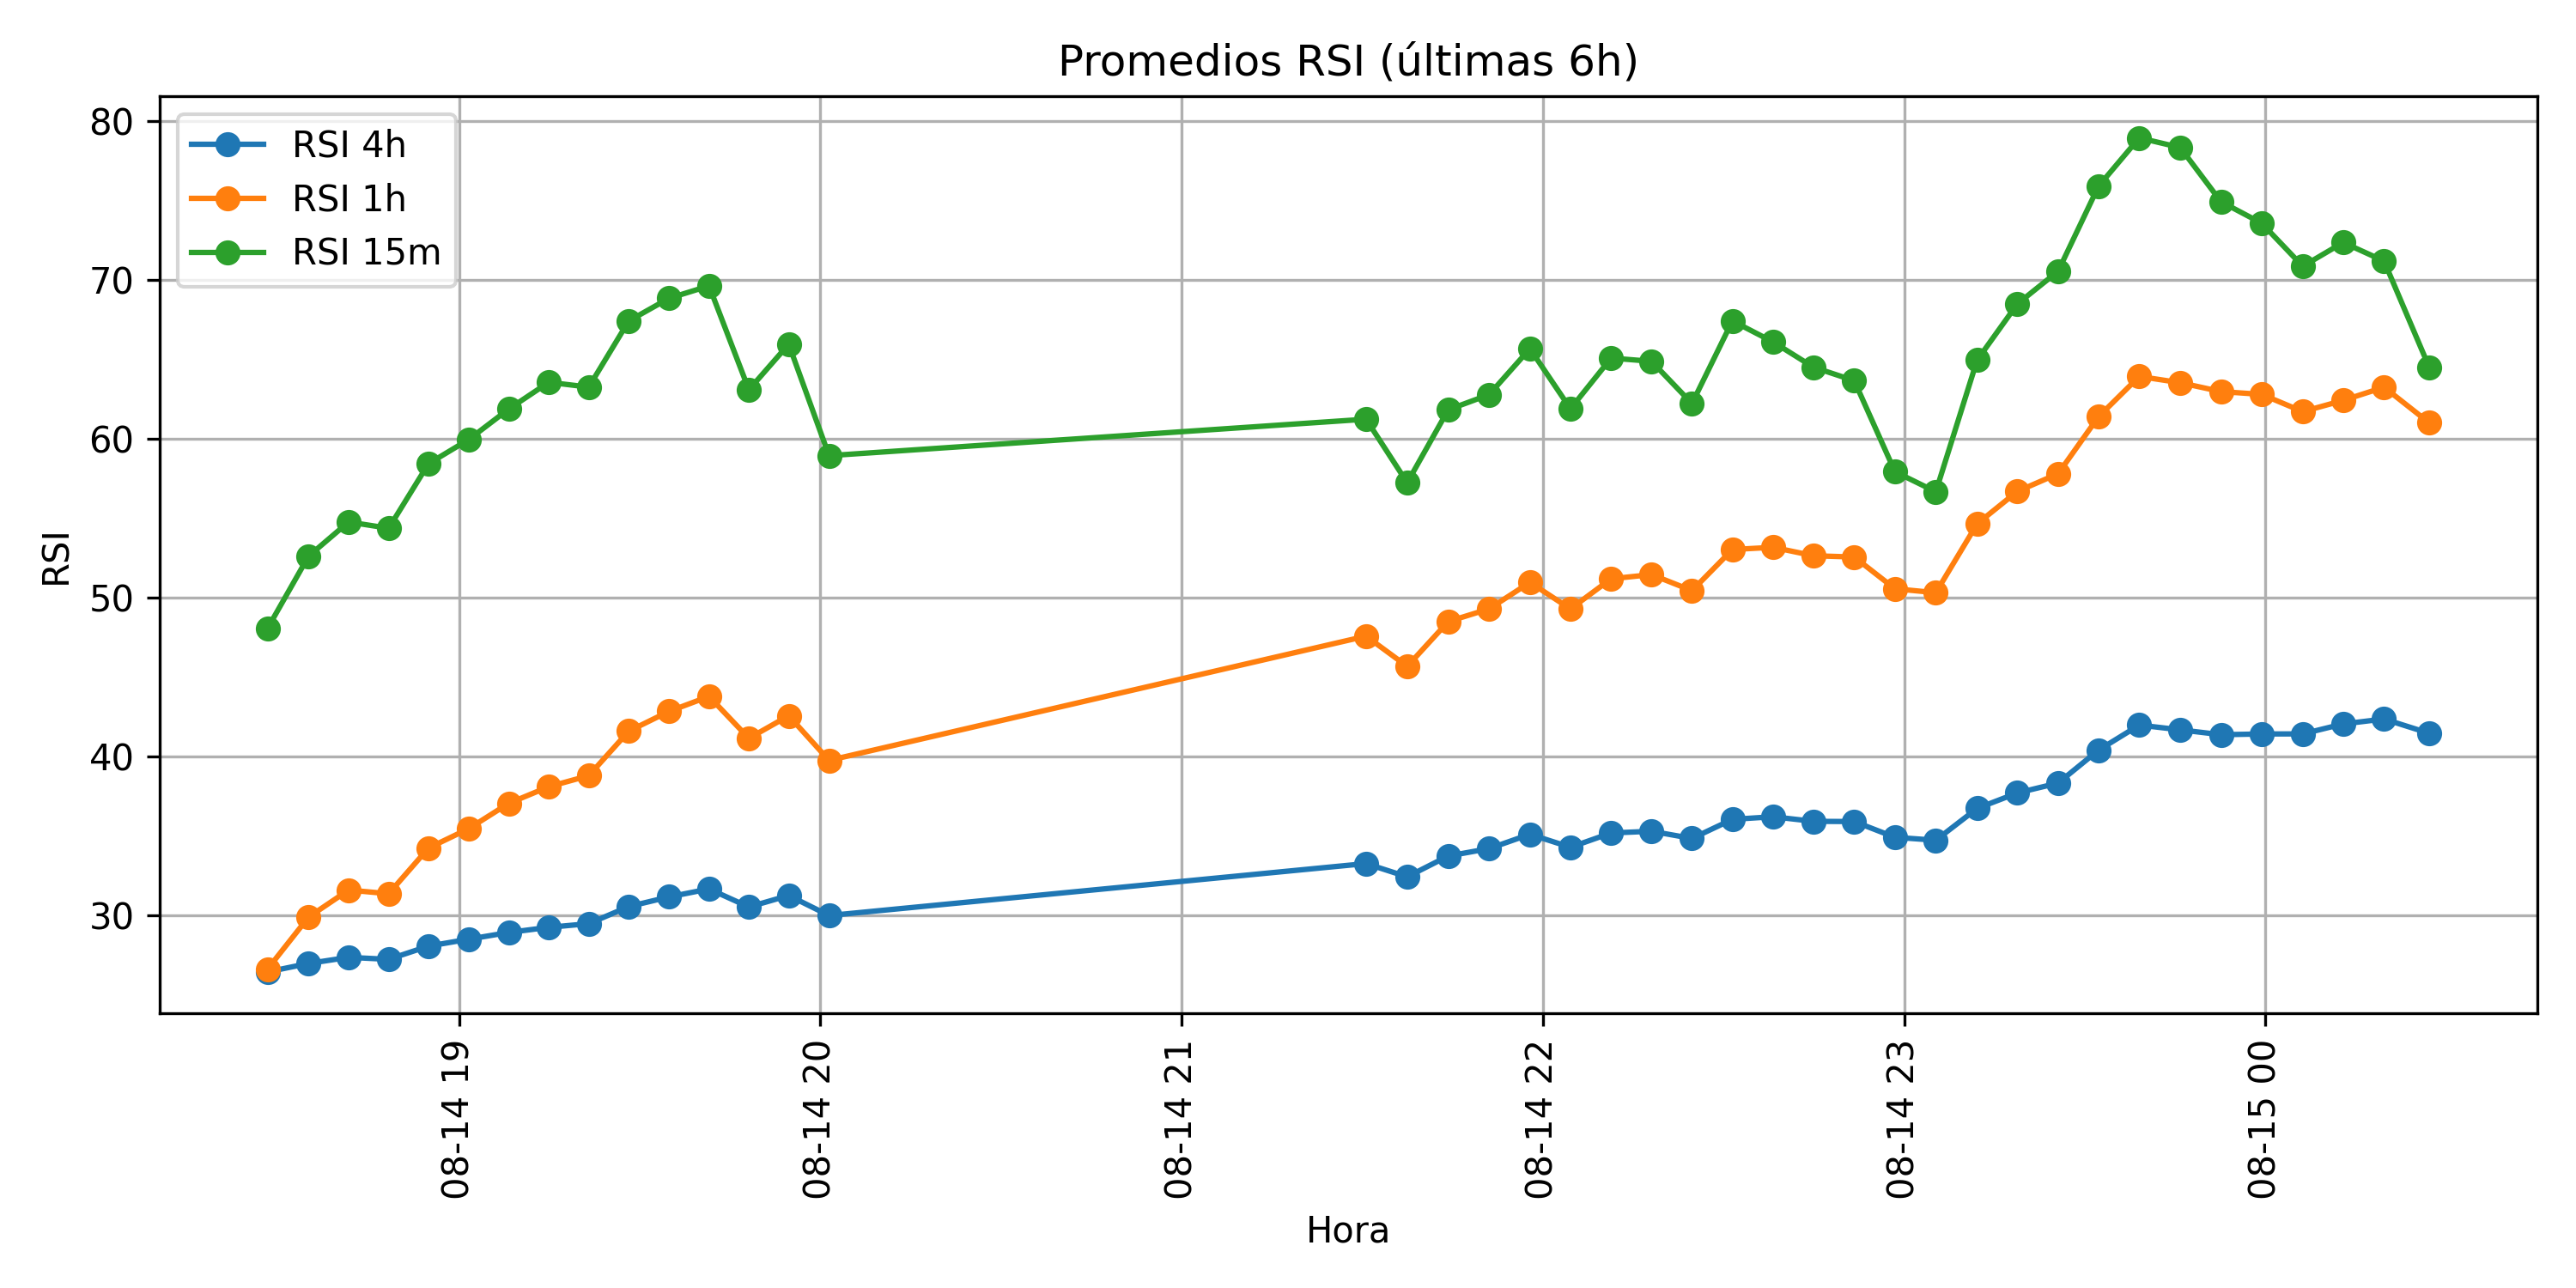 Promedios RSI (últimas 6h)
RSI 4h
RSI 1h
RSI 15m
80
70
60
50
40
30
RSI
08-14 19
08-14 20
08-14 21
08-14 22
08-14 23
08-15 00
Hora